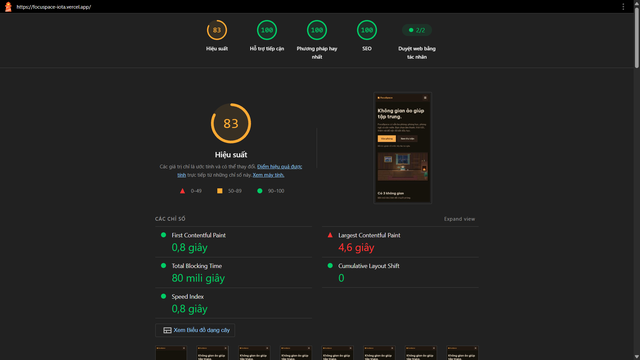 https://focuspace-iota.vercel.app/
83
100
100
100
2/2
Hiệu suất
Hỗ trợ tiếp cận
Phương pháp hay nhất
SEO
Duyệt web bằng tác nhân
83
Hiệu suất
Các giá trị chỉ là ước tính và có thể thay đổi. Điểm hiệu quả được
tính trực tiếp từ những chỉ số này. Xem máy tính.
0–49
50–89
90–100
Không gian ảo giúp
tập trung.
Có 3 không gian
CÁC CHỈ SỐ
Expand view
First Contentful Paint
0,8 giây
Largest Contentful Paint
4,6 giây
Total Blocking Time
80 mili giây
Cumulative Layout Shift
0
Speed Index
0,8 giây
Xem biểu đồ dạng cây